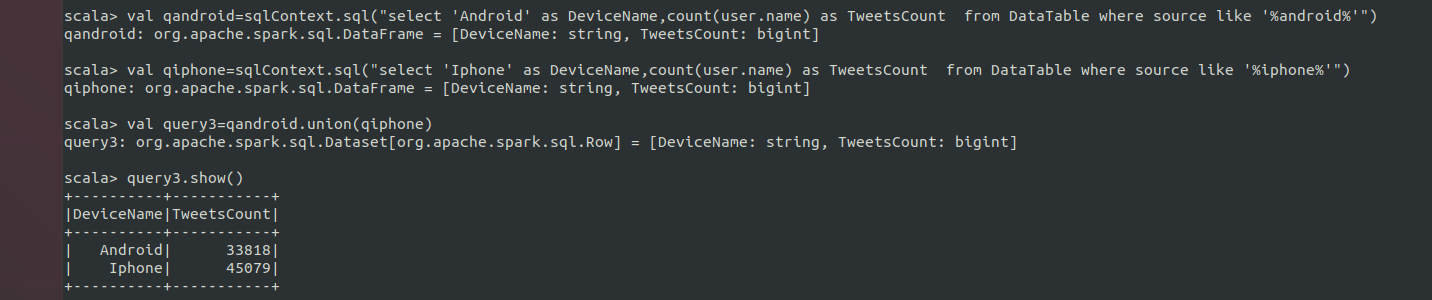 scala> val qandroid=sqlContext.sql("select 'Android' as DeviceName,count(user.name) as TweetsCount  from DataTable where source like '%android%'")
qandroid: org.apache.spark.sql.DataFrame = [DeviceName: string, TweetsCount: bigint]
scala> val qiphone=sqlContext.sql("select 'Iphone' as DeviceName,count(user.name) as TweetsCount  from DataTable where source like '%iphone%'")
qiphone: org.apache.spark.sql.DataFrame = [DeviceName: string, TweetsCount: bigint]
scala> val query3=qandroid.union(qiphone)
query3: org.apache.spark.sql.Dataset[org.apache.spark.sql.Row] = [DeviceName: string, TweetsCount: bigint]
scala> query3.show()
+----------+-----------+
|DeviceName|TweetsCount|
+----------+-----------+
|   Android|      33818|
|    Iphone|      45079|
+----------+-----------+